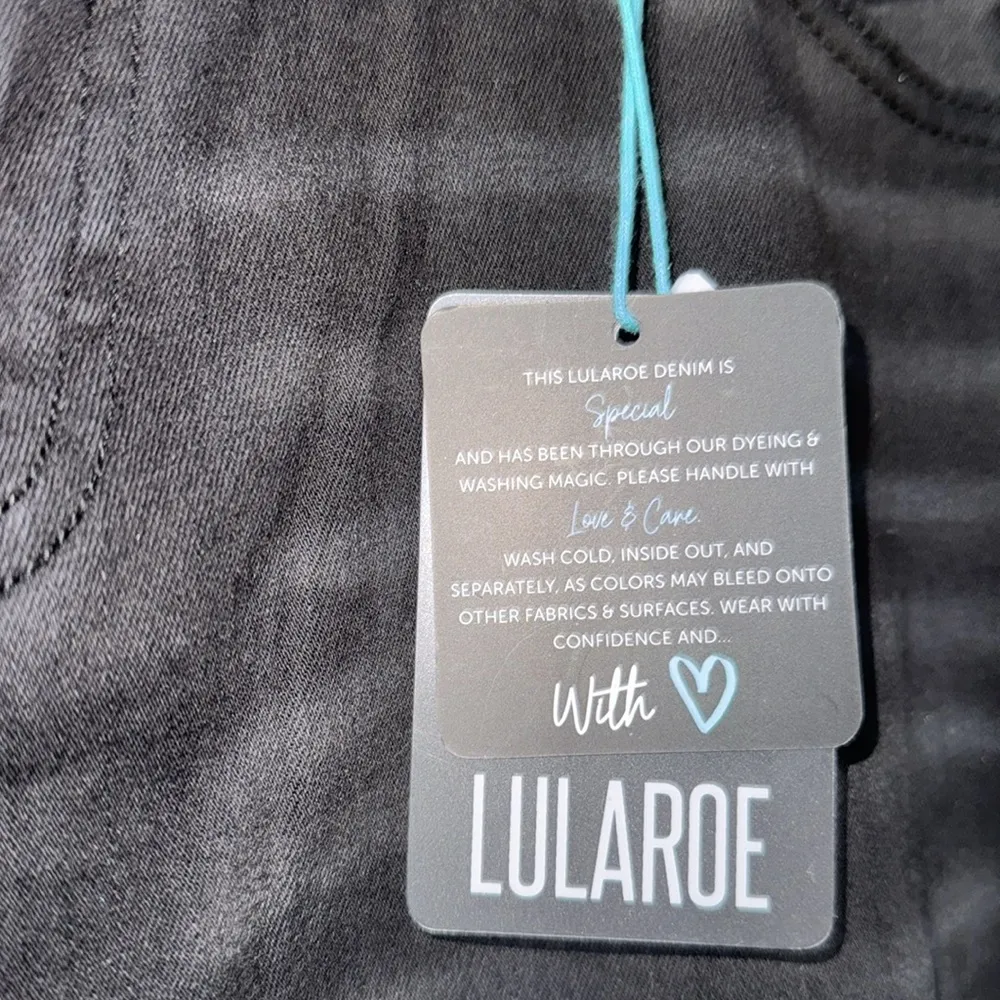 THIS LULAROE DENIM IS
Special
AND HAS BEEN THROUGH OUR DYEING &
WASHING MAGIC. PLEASE HANDLE WITH
Love & Care.
WASH COLD, INSIDE OUT, AND
SEPARATELY, AS COLORS MAY BLEED ONTO
OTHER FABRICS & SURFACES. WEAR WITH
CONFIDENCE AND...
With
LULAROE